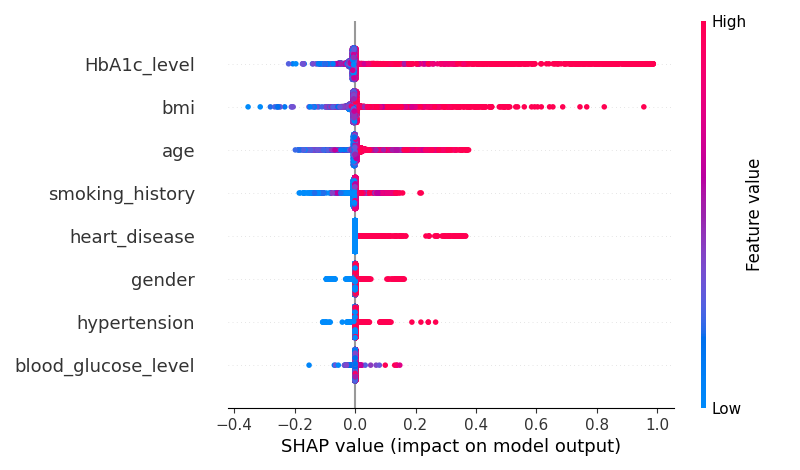 High
HbA1c_level
bmi
age
smoking_history
heart_disease
gender
hypertension
blood_glucose_level
Feature value
Low
−0.4 −0.2 0.0 0.2 0.4 0.6 0.8 1.0
SHAP value (impact on model output)